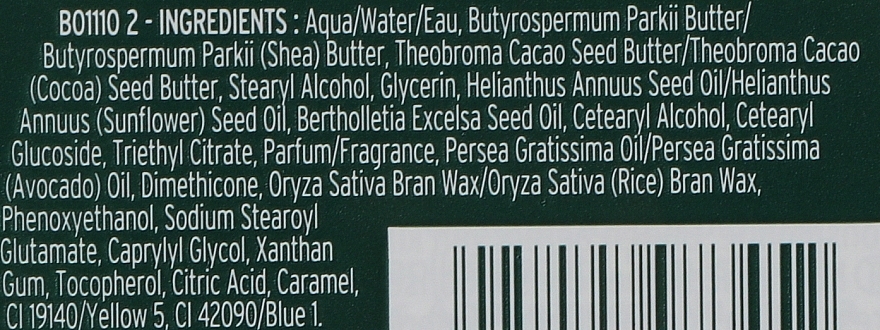 B01110 2 - INGREDIENTS : Aqua/Water/Eau, Butyrospermum Parkii Butter/
Butyrospermum Parkii (Shea) Butter, Theobroma Cacao Seed Butter/Theobroma Cacao
(Cocoa) Seed Butter, Stearyl Alcohol, Glycerin, Helianthus Annuus Seed Oil/Helianthus
Annuus (Sunflower) Seed Oil, Bertholletia Excelsa Seed Oil, Cetearyl Alcohol, Cetearyl
Glucoside, Triethyl Citrate, Parfum/Fragrance, Persea Gratissima Oil/Persea Gratissima
(Avocado) Oil, Dimethicone, Oryza Sativa Bran Wax/Oryza Sativa (Rice) Bran Wax,
Phenoxyethanol, Sodium Stearoyl
Glutamate, Caprylyl Glycol, Xanthan
Gum, Tocopherol, Citric Acid, Caramel,
CI 19140/Yellow 5, CI 42090/Blue 1.